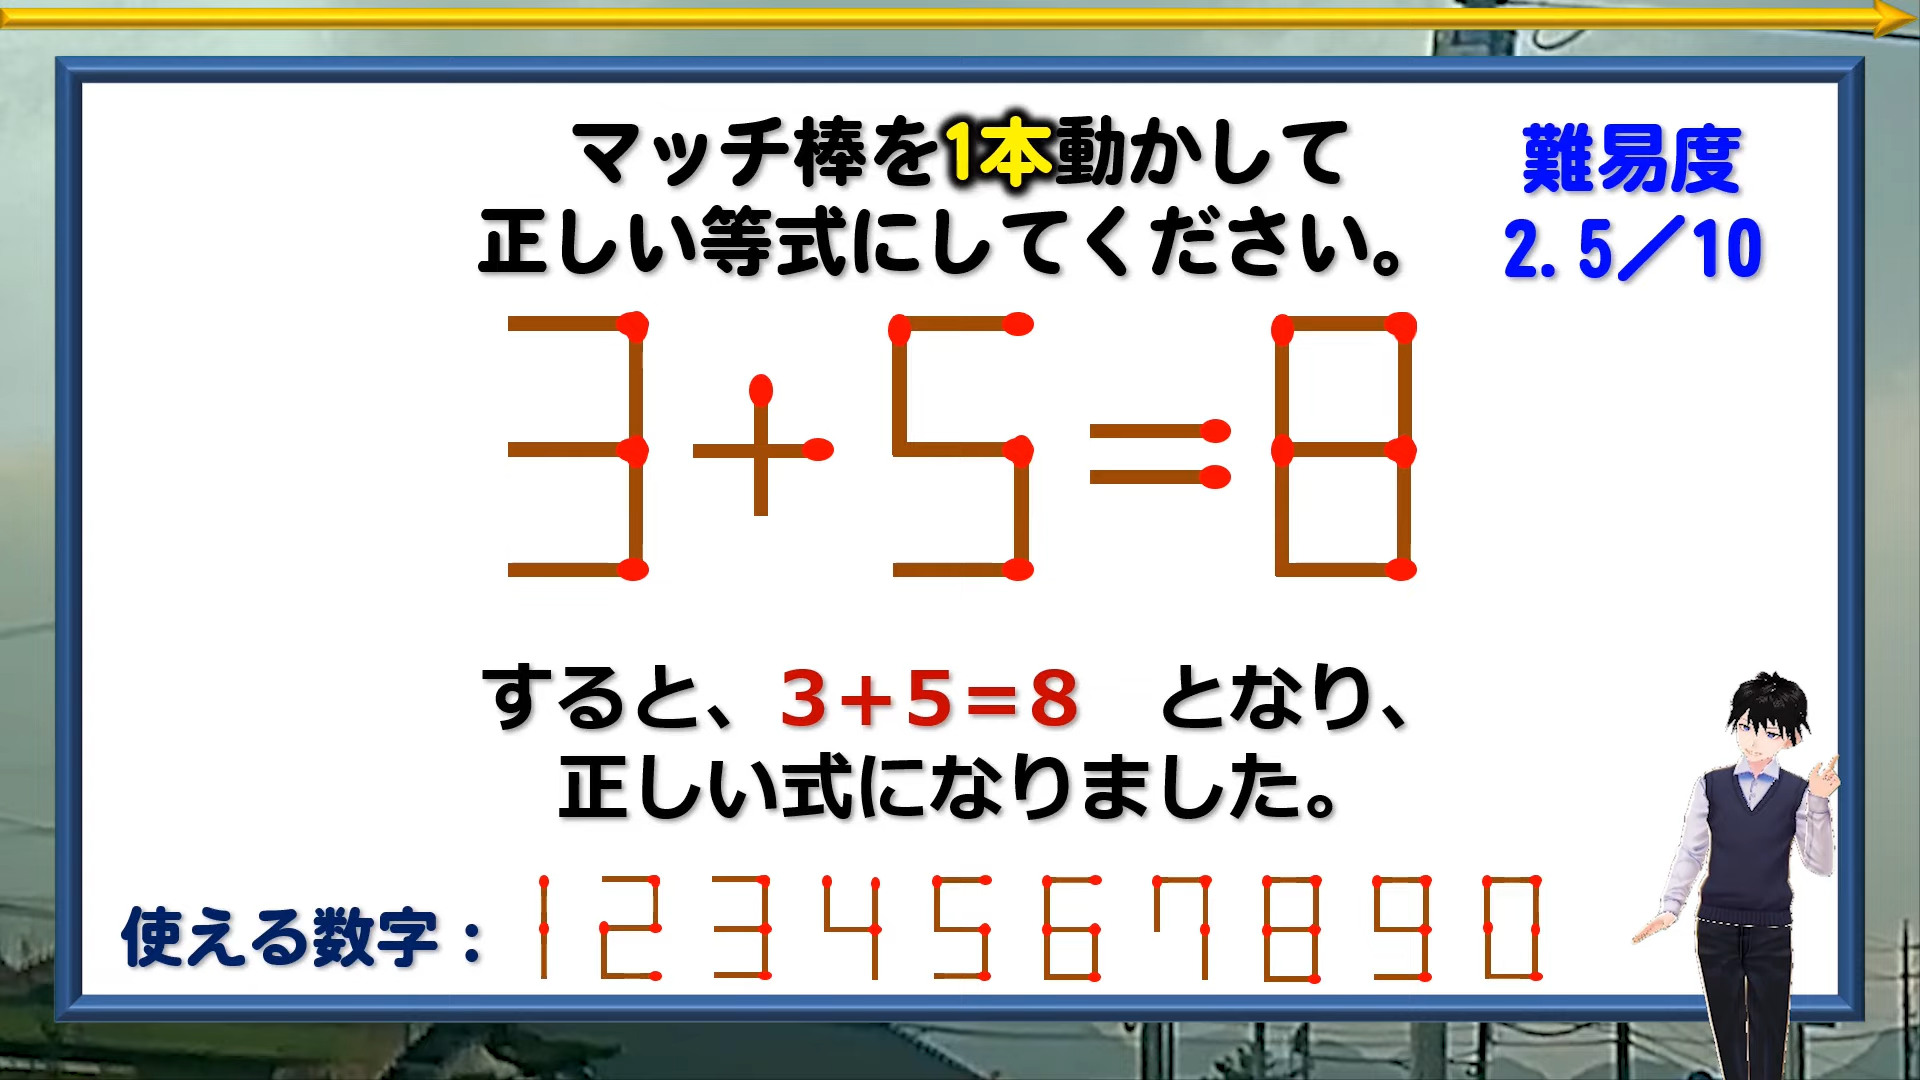 マッチ棒を1本動かして
正しい等式にしてください。
難易度
2.5／10
3+5=8
すると、3+5=8 となり、
正しい式になりました。
使える数字：1 2 3 4 5 6 7 8 9 0